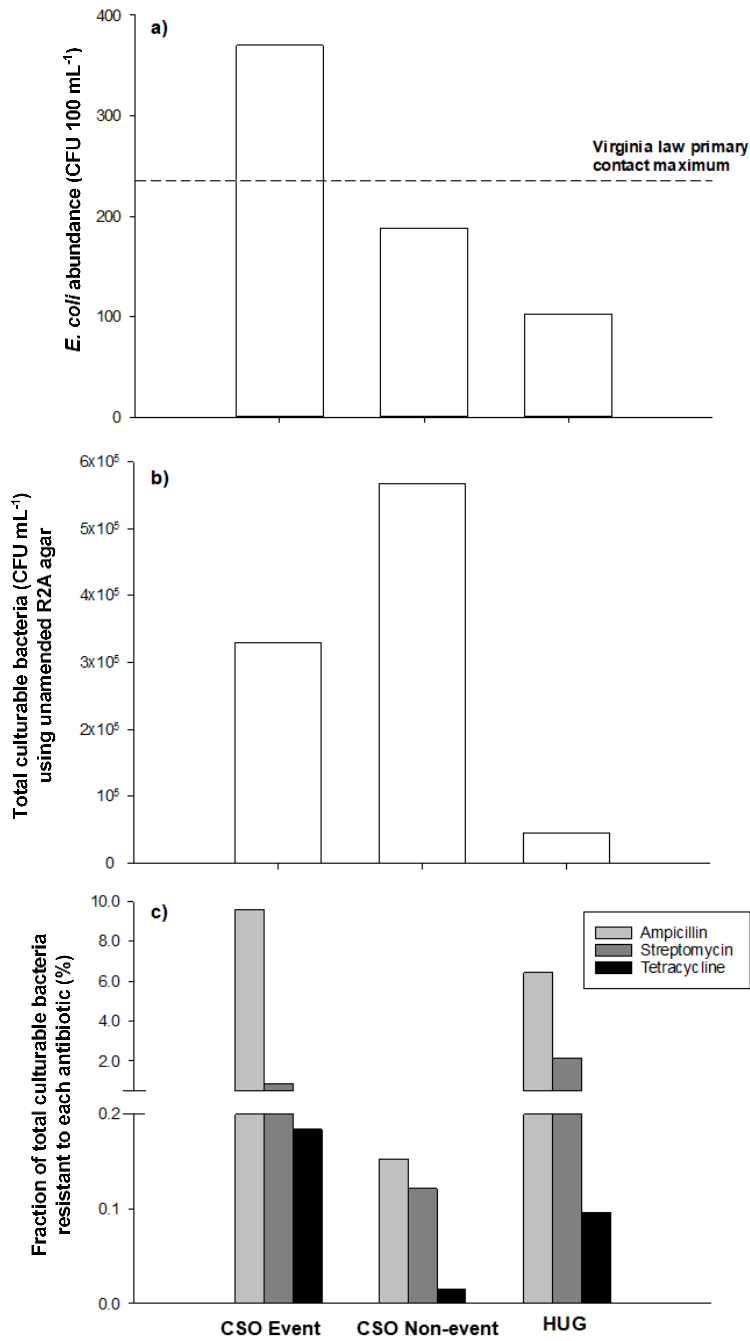 a)
E. coli abundance (CFU 100 mL⁻¹)
400
300
200
100
0
Virginia law primary
contact maximum
b)
Total culturable bacteria (CFU mL⁻¹)
using unamended R2A agar
6x10⁵
5x10⁵
4x10⁵
3x10⁵
2x10⁵
10⁵
0
c)
Fraction of total culturable bacteria
resistant to each antibiotic (%)
10.0
8.0
6.0
4.0
2.0
0.2
0.1
0.0
Ampicillin
Streptomycin
Tetracycline
CSO Event
CSO Non-event
HUG